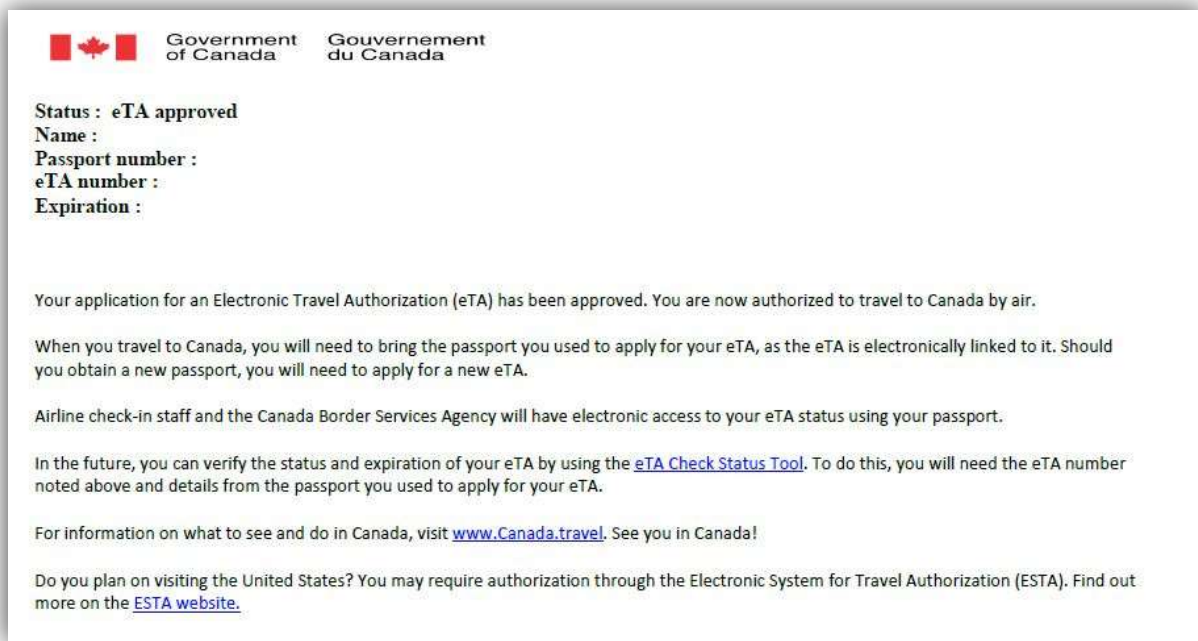 Government Gouvernement
of Canada du Canada
Status : eTA approved
Name :
Passport number :
eTA number :
Expiration :
Your application for an Electronic Travel Authorization (eTA) has been approved. You are now authorized to travel to Canada by air.
When you travel to Canada, you will need to bring the passport you used to apply for your eTA, as the eTA is electronically linked to it. Should
you obtain a new passport, you will need to apply for a new eTA.
Airline check-in staff and the Canada Border Services Agency will have electronic access to your eTA status using your passport.
In the future, you can verify the status and expiration of your eTA by using the eTA Check Status Tool. To do this, you will need the eTA number
noted above and details from the passport you used to apply for your eTA.
For information on what to see and do in Canada, visit www.Canada.travel. See you in Canada!
Do you plan on visiting the United States? You may require authorization through the Electronic System for Travel Authorization (ESTA). Find out
more on the ESTA website.